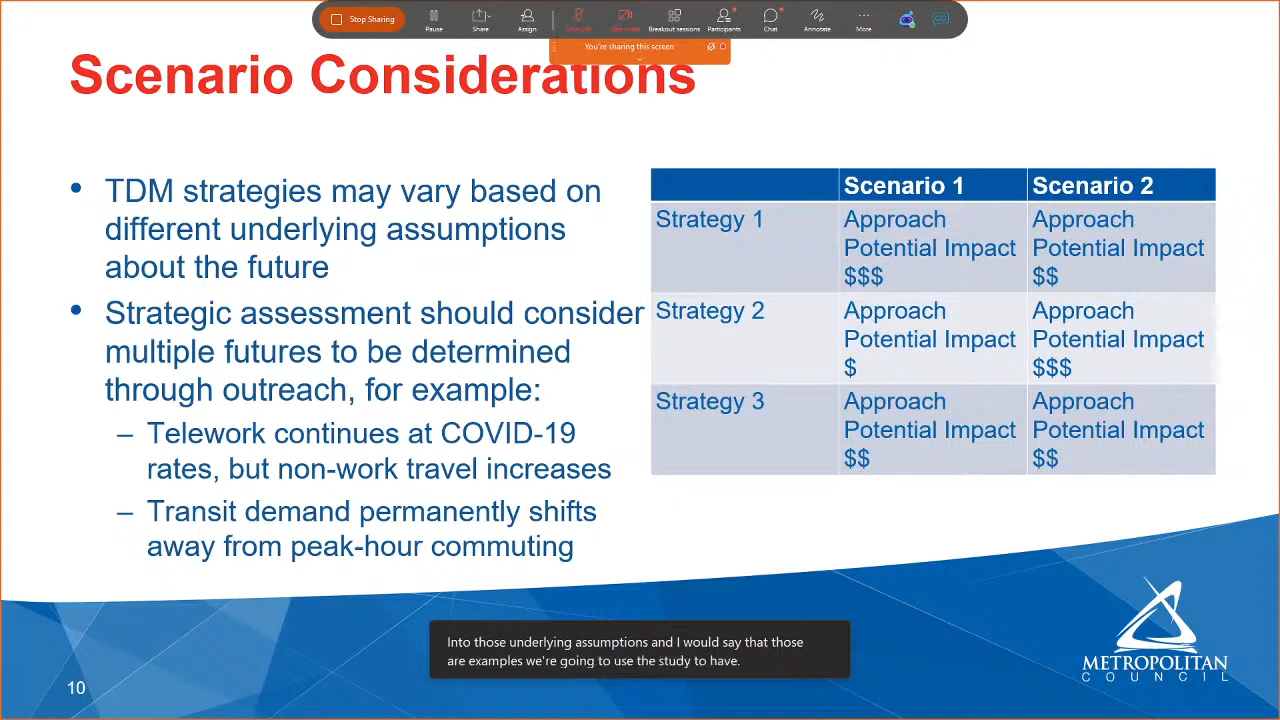 Stop Sharing
Pause
Share
Assign
Breakout sessions
Participants
Chat
Annotate
More
You're sharing this screen
Scenario Considerations
• TDM strategies may vary based on
different underlying assumptions
about the future
• Strategic assessment should consider
multiple futures to be determined
through outreach, for example:
– Telework continues at COVID-19
rates, but non-work travel increases
– Transit demand permanently shifts
away from peak-hour commuting
Scenario 1 Scenario 2
Strategy 1
Approach
Potential Impact
$$$
Approach
Potential Impact
$$
Strategy 2
Approach
Potential Impact
$
Approach
Potential Impact
$$$
Strategy 3
Approach
Potential Impact
$$
Approach
Potential Impact
$$
Into those underlying assumptions and I would say that those
are examples we're going to use the study to have.
10
METROPOLITAN
COUNCIL